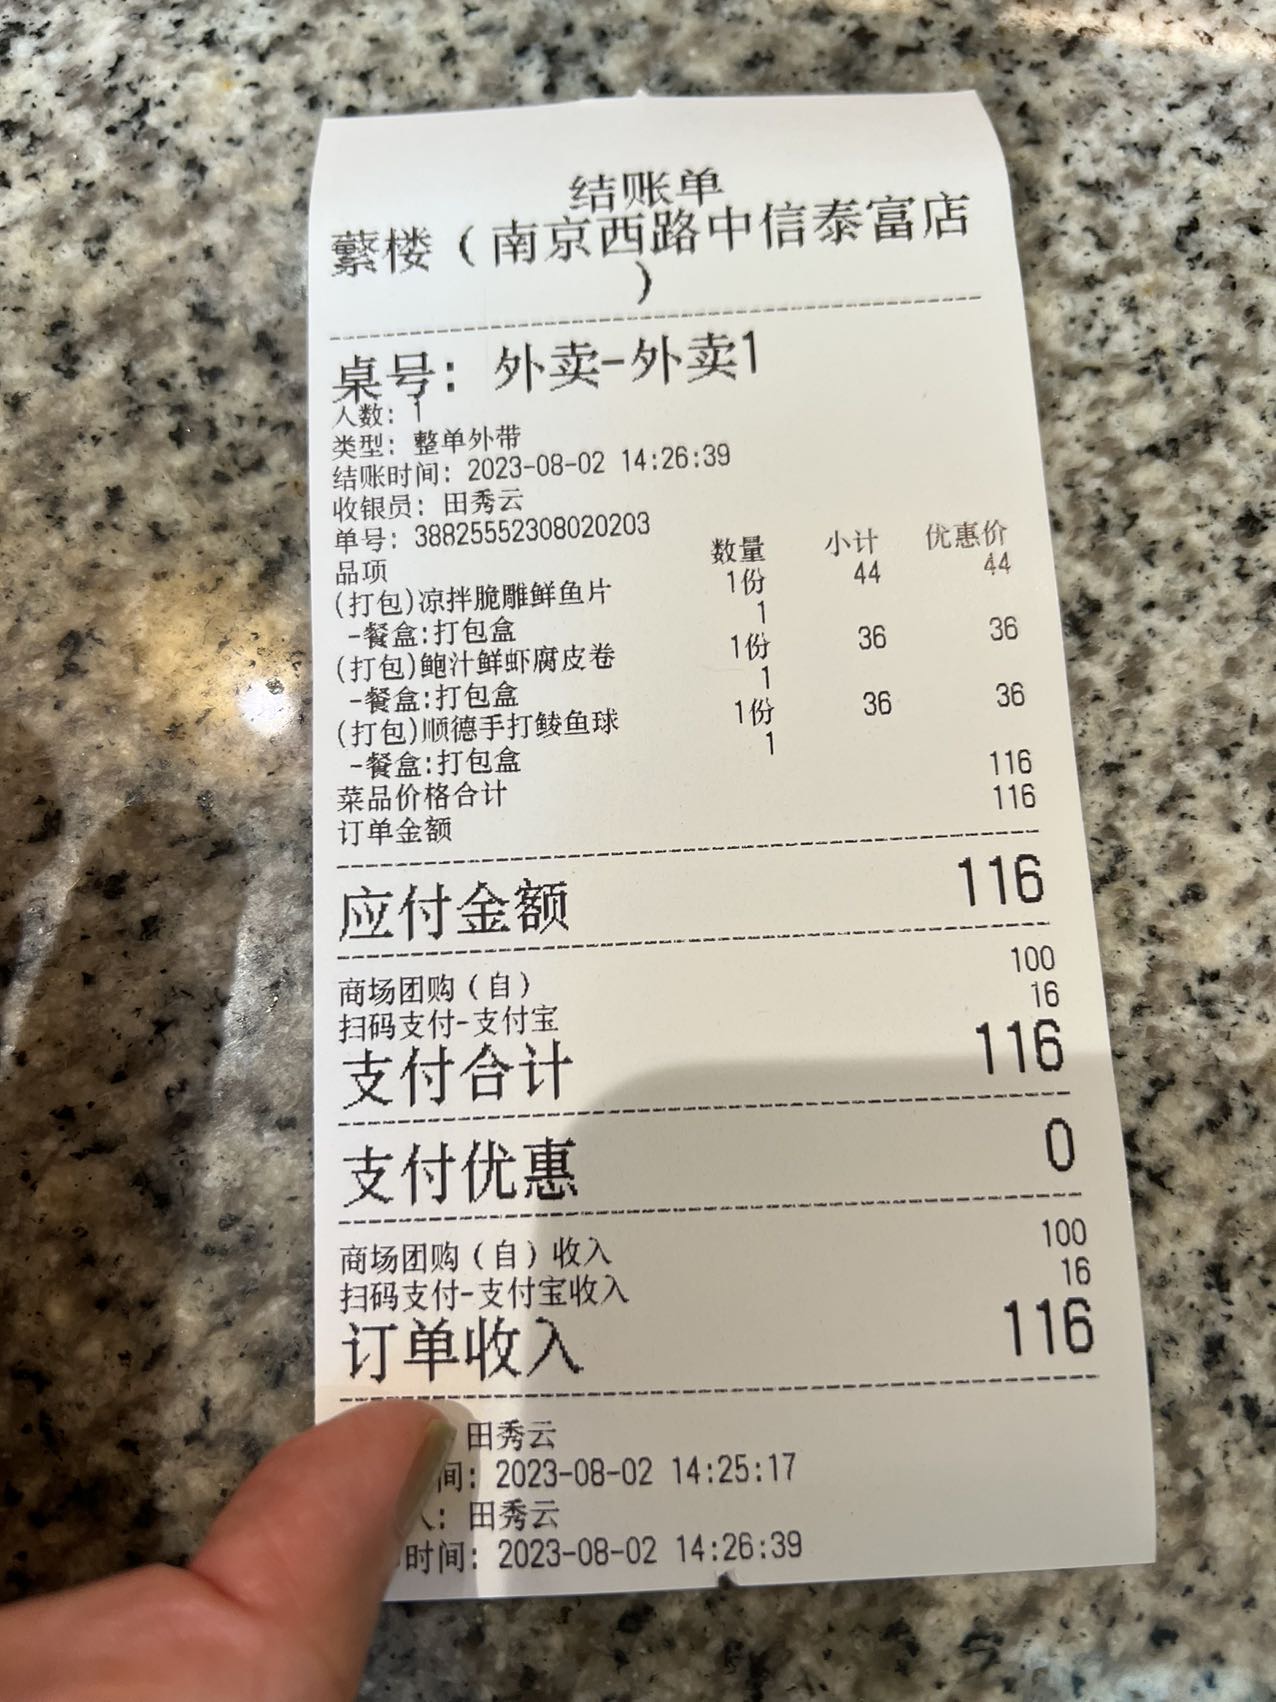 结账单
蘩楼（南京西路中信泰富店
）
桌号：外卖-外卖1
人数：1
类型：整单外带
结账时间：2023-08-02 14:26:39
收银员：田秀云
单号：38825552308020203
品项 数量 小计 优惠价
(打包)凉拌脆雕鲜鱼片 1份 44 44
-餐盒:打包盒 1
(打包)鲍汁鲜虾腐皮卷 1份 36 36
-餐盒:打包盒 1
(打包)顺德手打鲮鱼球 1份 36 36
-餐盒:打包盒 1
菜品价格合计 116
订单金额 116
应付金额 116
商场团购（自） 100
扫码支付-支付宝 16
支付合计 116
支付优惠 0
商场团购（自）收入 100
扫码支付-支付宝收入 16
订单收入 116
田秀云
间：2023-08-02 14:25:17
人：田秀云
时间：2023-08-02 14:26:39